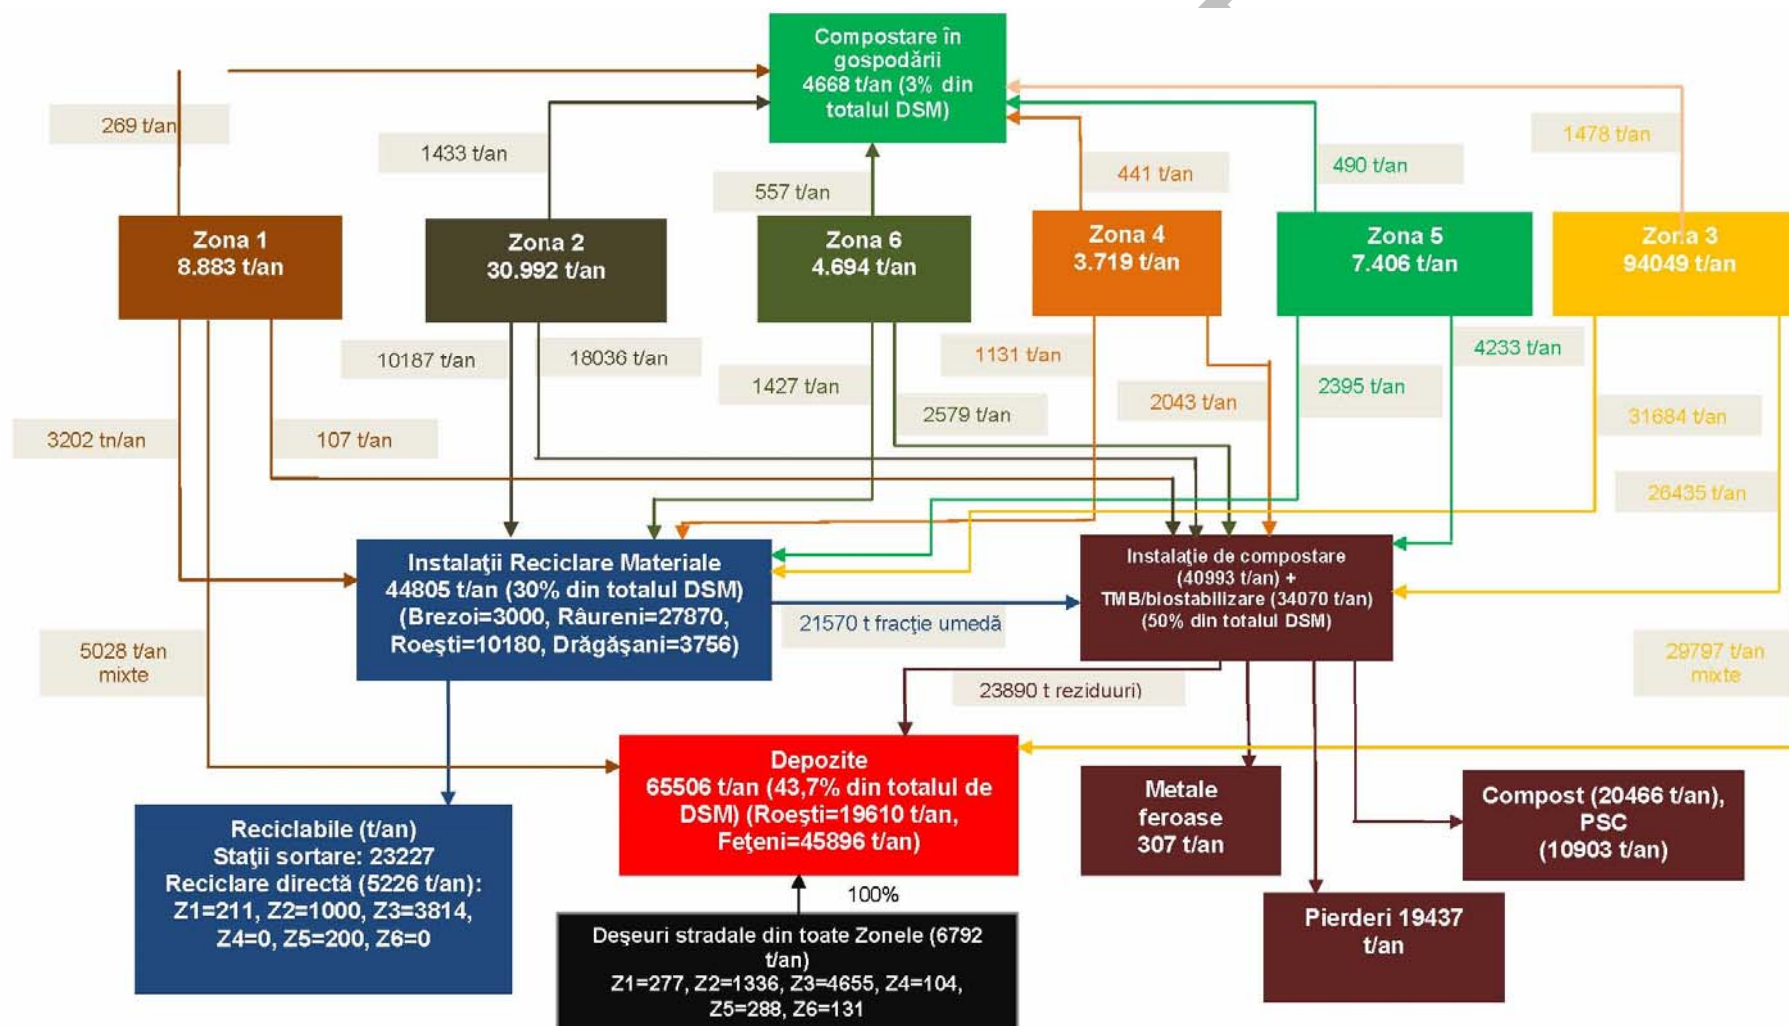 Compostare în
gospodării
4668 t/an (3% din
totalul DSM)
269 t/an
1433 t/an
557 t/an
441 t/an
490 t/an
1478 t/an
Zona 1
8.883 t/an
Zona 2
30.992 t/an
Zona 6
4.694 t/an
Zona 4
3.719 t/an
Zona 5
7.406 t/an
Zona 3
94049 t/an
10187 t/an
18036 t/an
1427 t/an
2579 t/an
1131 t/an
2043 t/an
2395 t/an
4233 t/an
31684 t/an
26435 t/an
3202 tn/an
107 t/an
Instalaţii Reciclare Materiale
44805 t/an (30% din totalul DSM)
(Brezoi=3000, Râureni=27870,
Roeşti=10180, Drăgăşani=3756)
21570 t fracţie umedă
Instalaţie de compostare
(40993 t/an) +
TMB/biostabilizare (34070 t/an)
(50% din totalul DSM)
5028 t/an
mixte
23890 t reziduuri)
29797 t/an
mixte
Depozite
65506 t/an (43,7% din totalul de
DSM) (Roeşti=19610 t/an,
Feţeni=45896 t/an)
Metale
feroase
307 t/an
Compost (20466 t/an),
PSC
(10903 t/an)
Reciclabile (t/an)
Staţii sortare: 23227
Reciclare directă (5226 t/an):
Z1=211, Z2=1000, Z3=3814,
Z4=0, Z5=200, Z6=0
100%
Deşeuri stradale din toate Zonele (6792
t/an)
Z1=277, Z2=1336, Z3=4655, Z4=104,
Z5=288, Z6=131
Pierderi 19437
t/an